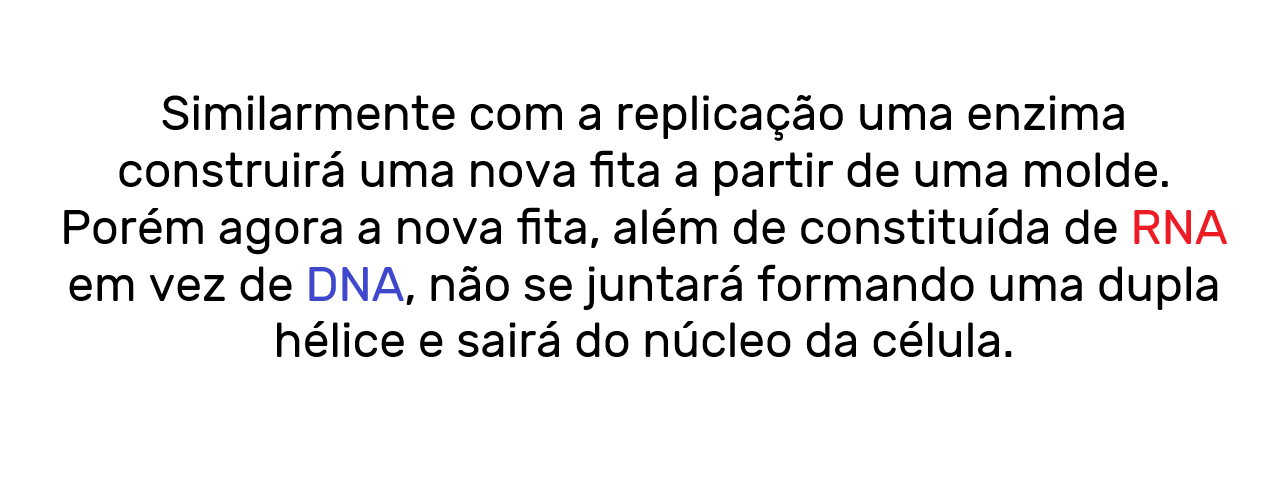 Similarmente com a replicação uma enzima
construirá uma nova fita a partir de uma molde.
Porém agora a nova fita, além de constituída de RNA
em vez de DNA, não se juntará formando uma dupla
hélice e sairá do núcleo da célula.